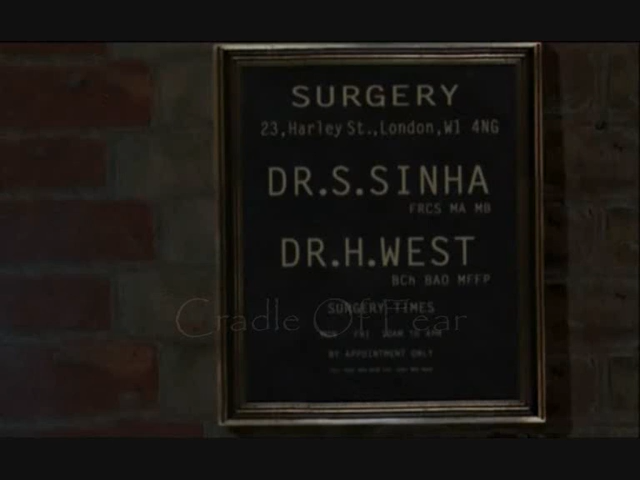 SURGERY
23, Harley St., London, W1 4NG
DR.S.SINHA
FRCS MA MB
DR.H.WEST
BCh BAO MFFP
SURGERY TIMES
Cradle Of Fear
BY APPOINTMENT ONLY